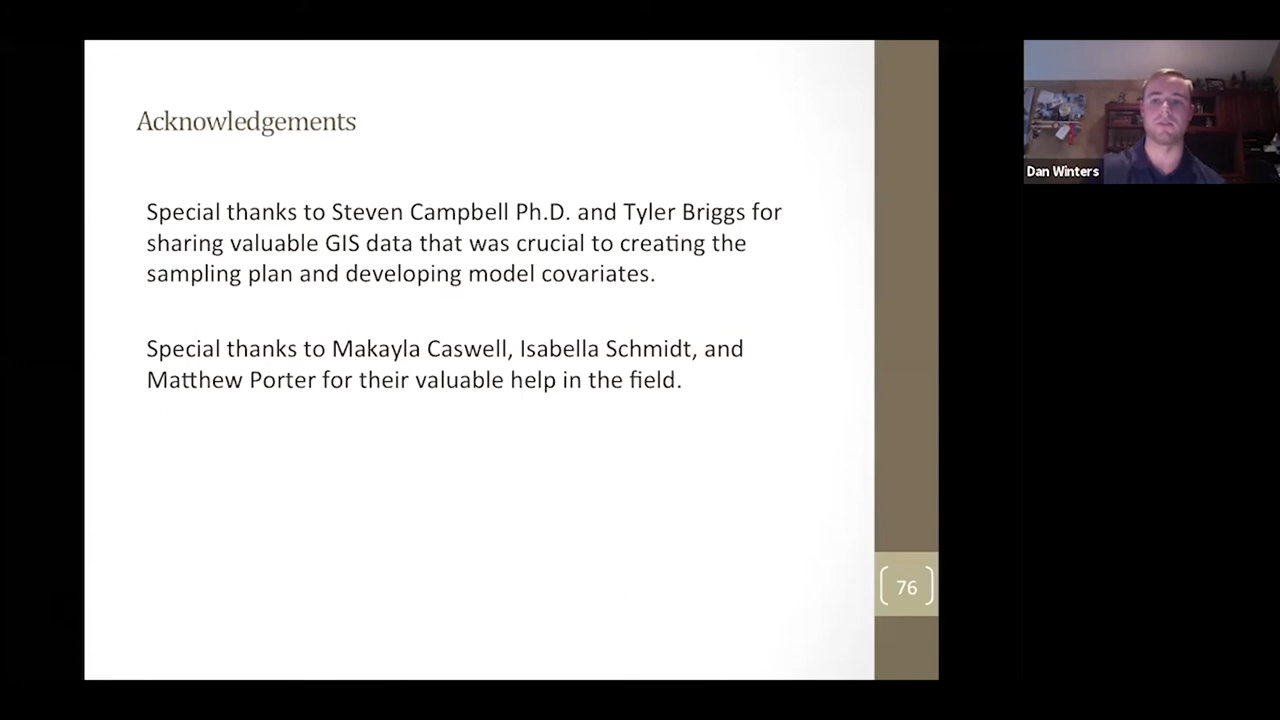 Acknowledgements
Special thanks to Steven Campbell Ph.D. and Tyler Briggs for
sharing valuable GIS data that was crucial to creating the
sampling plan and developing model covariates.
Special thanks to Makayla Caswell, Isabella Schmidt, and
Matthew Porter for their valuable help in the field.
76
Dan Winters